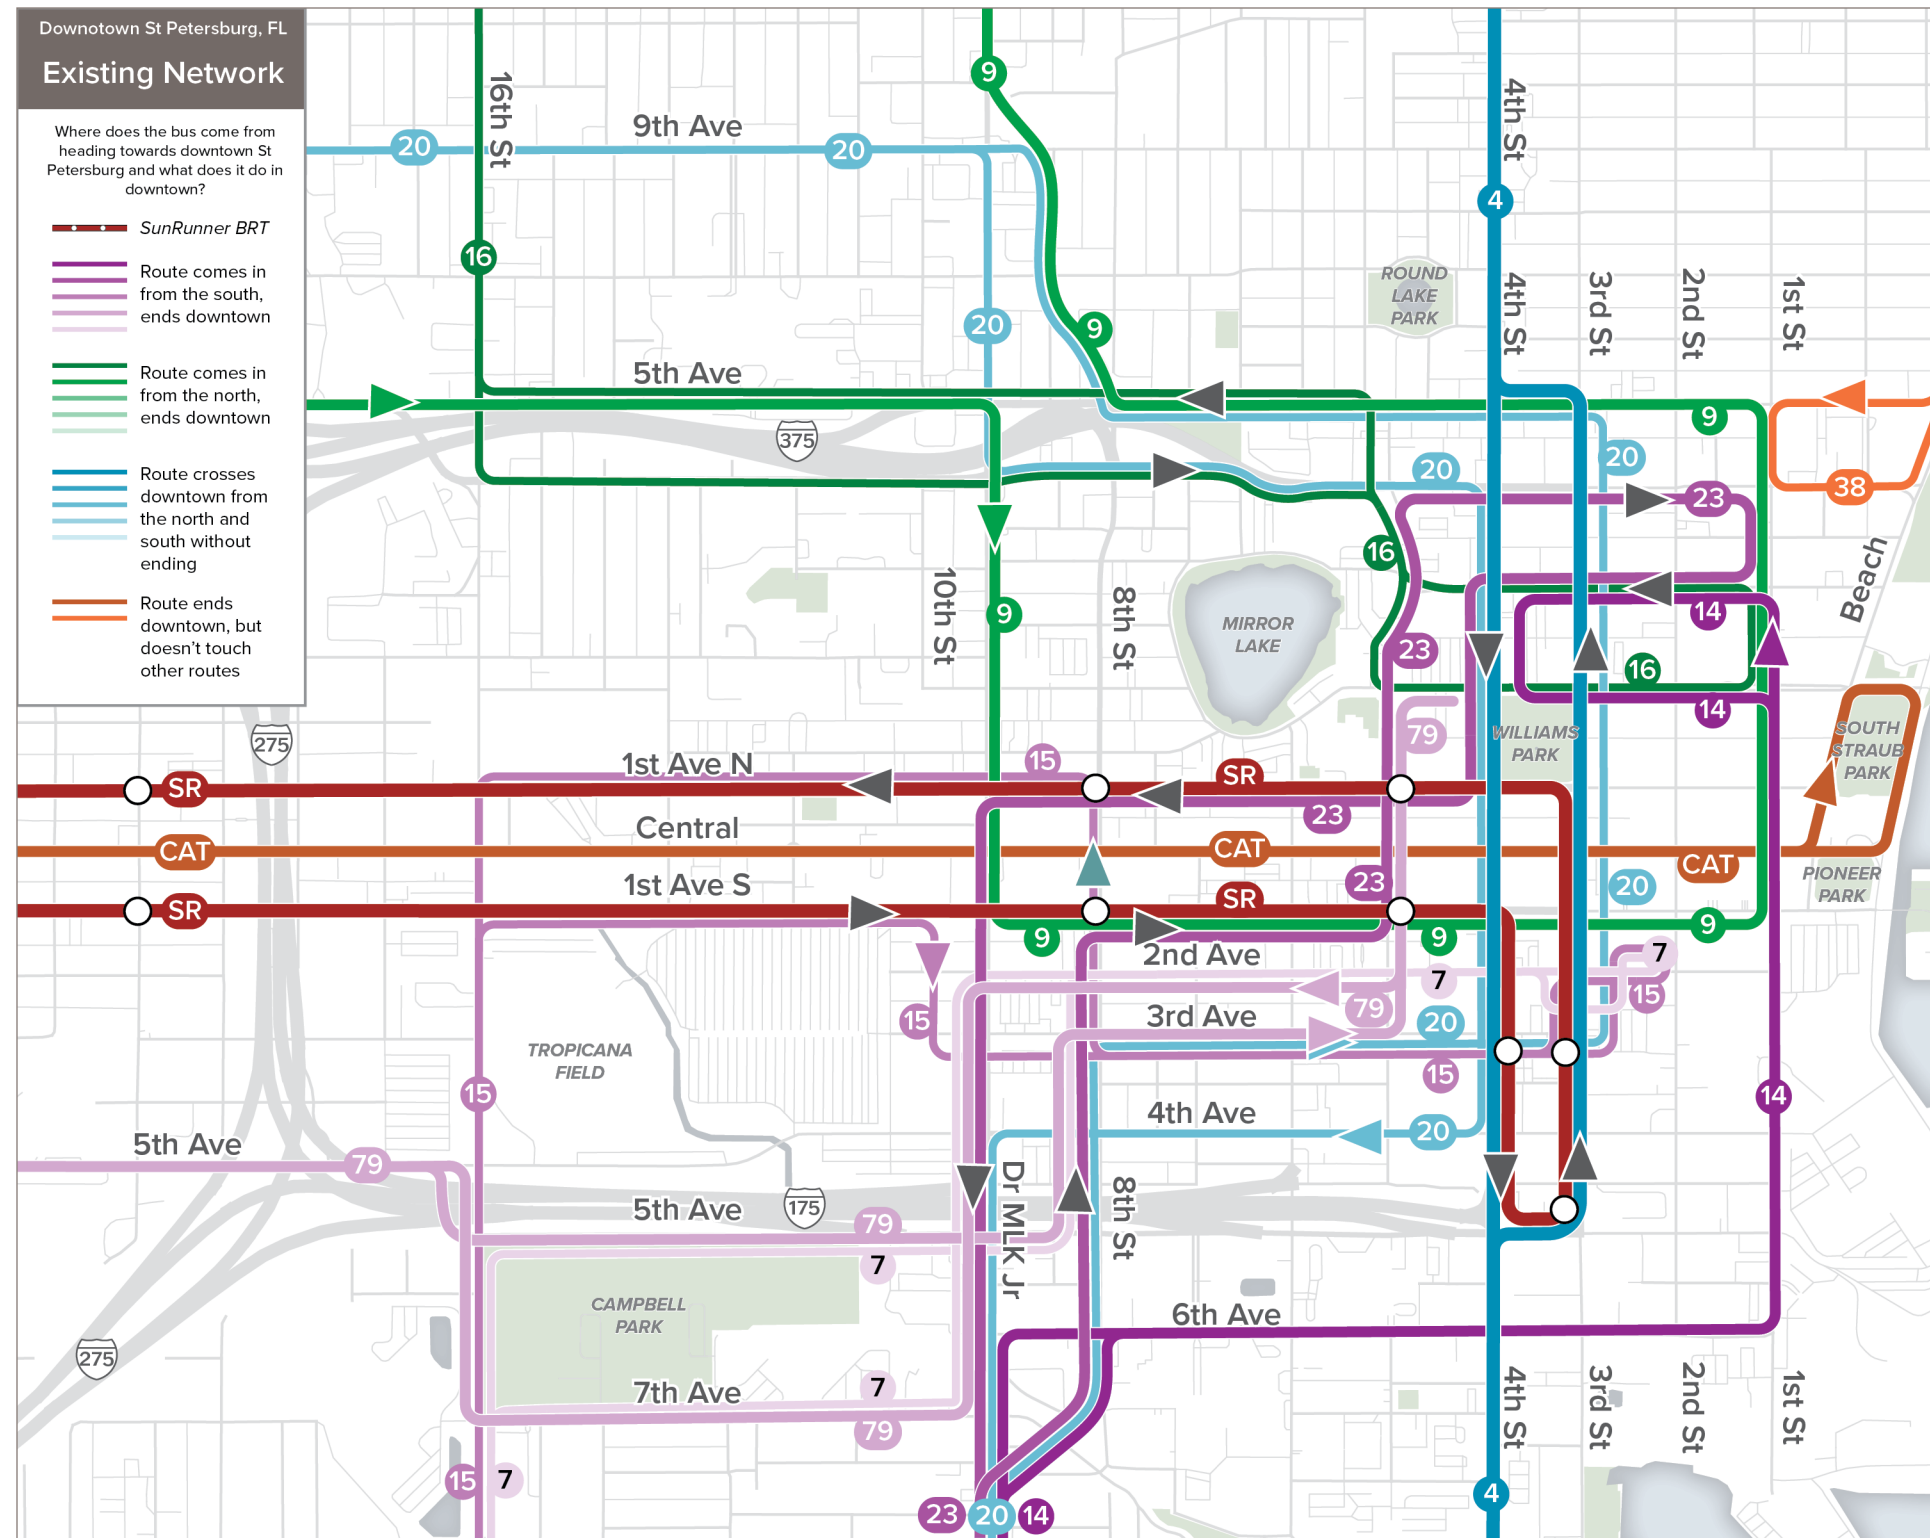 Downotown St Petersburg, FL
Existing Network
Where does the bus come from
heading towards downtown St
Petersburg and what does it do in
downtown?
SunRunner BRT
Route comes in
from the south,
ends downtown
Route comes in
from the north,
ends downtown
Route crosses
downtown from
the north and
south without
ending
Route ends
downtown, but
doesn't touch
other routes
16th St
9
4th St
9th Ave
20
20
4
16
ROUND
LAKE
PARK
4th St
3rd St
2nd St
1st St
20
9
5th Ave
375
9
20
20
38
23
16
10th St
9
8th St
MIRROR
LAKE
Beach
14
23
16
14
79
WILLIAMS
PARK
SOUTH
STRAUB
PARK
275
1st Ave N
15
SR
SR
23
Central
CAT
CAT
CAT
1st Ave S
23
20
PIONEER
PARK
SR
SR
9
9
9
2nd Ave
7
7
15
79
15
3rd Ave
20
TROPICANA
FIELD
15
15
14
4th Ave
20
5th Ave
79
175
Dr MLK Jr
8th St
5th Ave
79
7
CAMPBELL
PARK
6th Ave
275
7th Ave
7
79
4th St
3rd St
2nd St
1st St
15
7
23
20
14
4